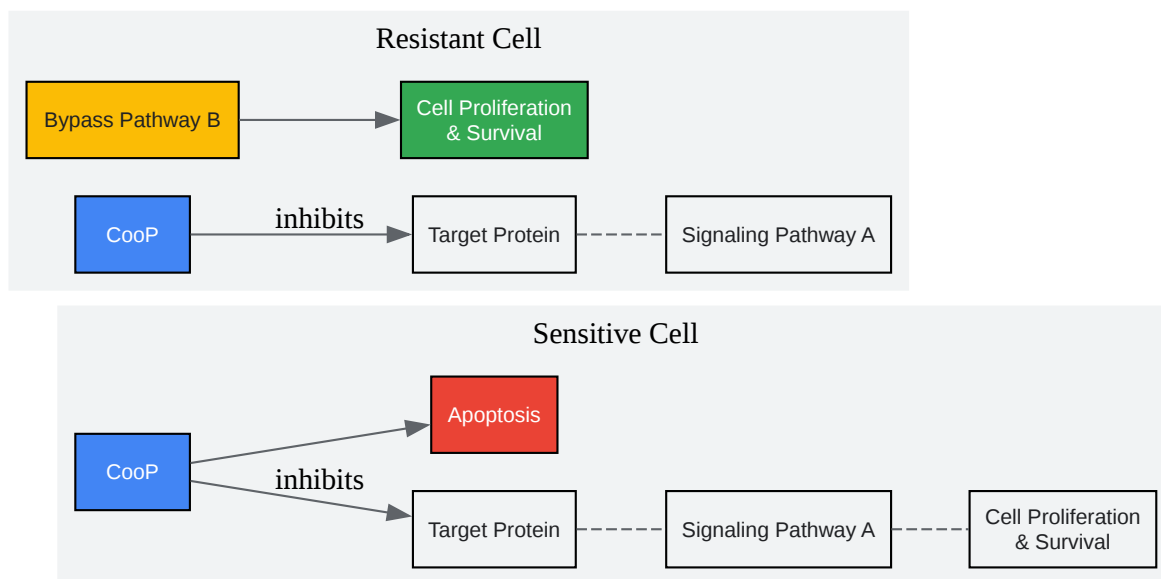 Resistant Cell
Bypass Pathway B
Cell Proliferation
& Survival
CooP
inhibits
Target Protein
Signaling Pathway A
Sensitive Cell
Apoptosis
CooP
inhibits
Target Protein
Signaling Pathway A
Cell Proliferation
& Survival